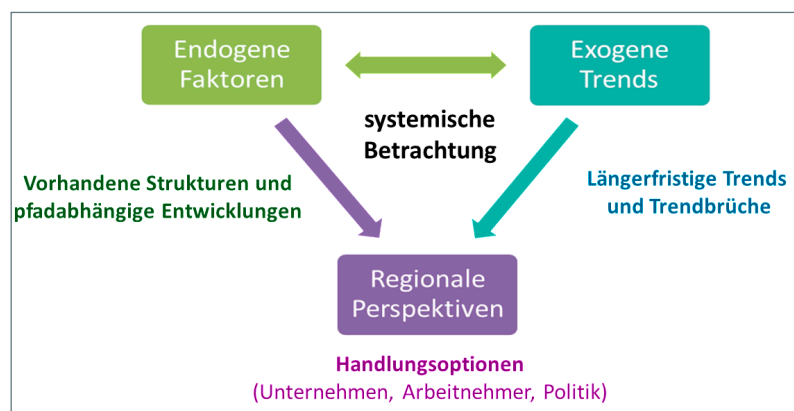 Endogene
Faktoren
Exogene
Trends
systemische
Betrachtung
Vorhandene Strukturen und
pfadabhängige Entwicklungen
Längerfristige Trends
und Trendbrüche
Regionale
Perspektiven
Handlungsoptionen
(Unternehmen, Arbeitnehmer, Politik)